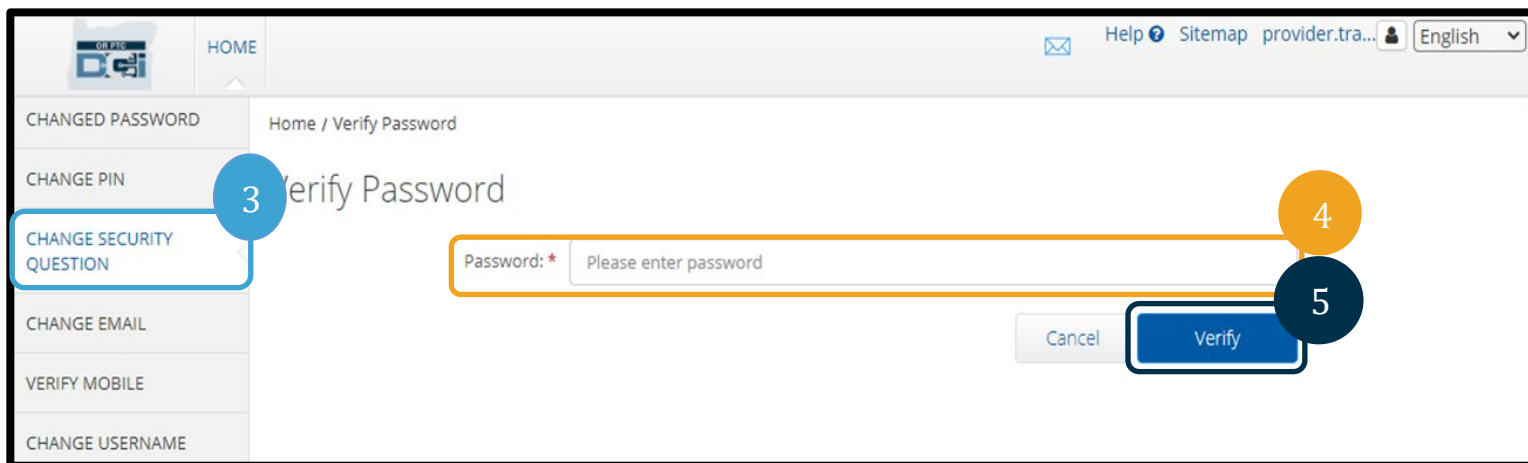 OR PTC
DCI
HOME
Help ? Sitemap provider.tra... English
CHANGED PASSWORD
Home / Verify Password
CHANGE PIN
3
erify Password
4
CHANGE SECURITY
QUESTION
Password: * Please enter password
5
CHANGE EMAIL
Cancel Verify
VERIFY MOBILE
CHANGE USERNAME